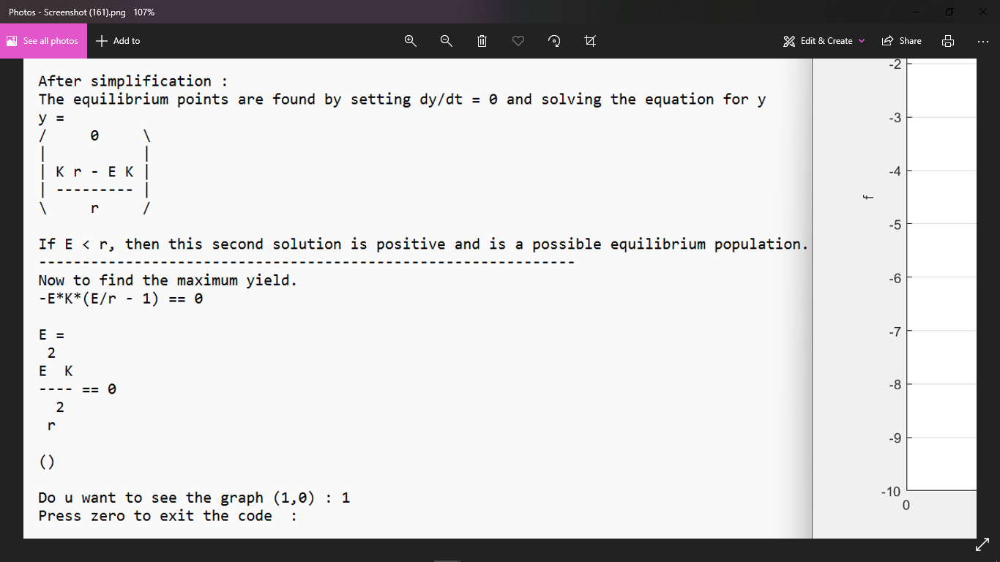 Photos - Screenshot (161).png   107%
See all photos
Add to
Edit & Create
Share
After simplification :
The equilibrium points are found by setting dy/dt = 0 and solving the equation for y
y =
/     0     \
|           |
| K r - E K |
| --------- |
\     r     /
If E < r, then this second solution is positive and is a possible equilibrium population.
--------------------------------------------------------------
Now to find the maximum yield.
-E*K*(E/r - 1) == 0
E =
 2
E  K
---- == 0
  2
 r
()
Do u want to see the graph (1,0) : 1
Press zero to exit the code  :
-2
-3
-4
f
-5
-6
-7
-8
-9
-10
0